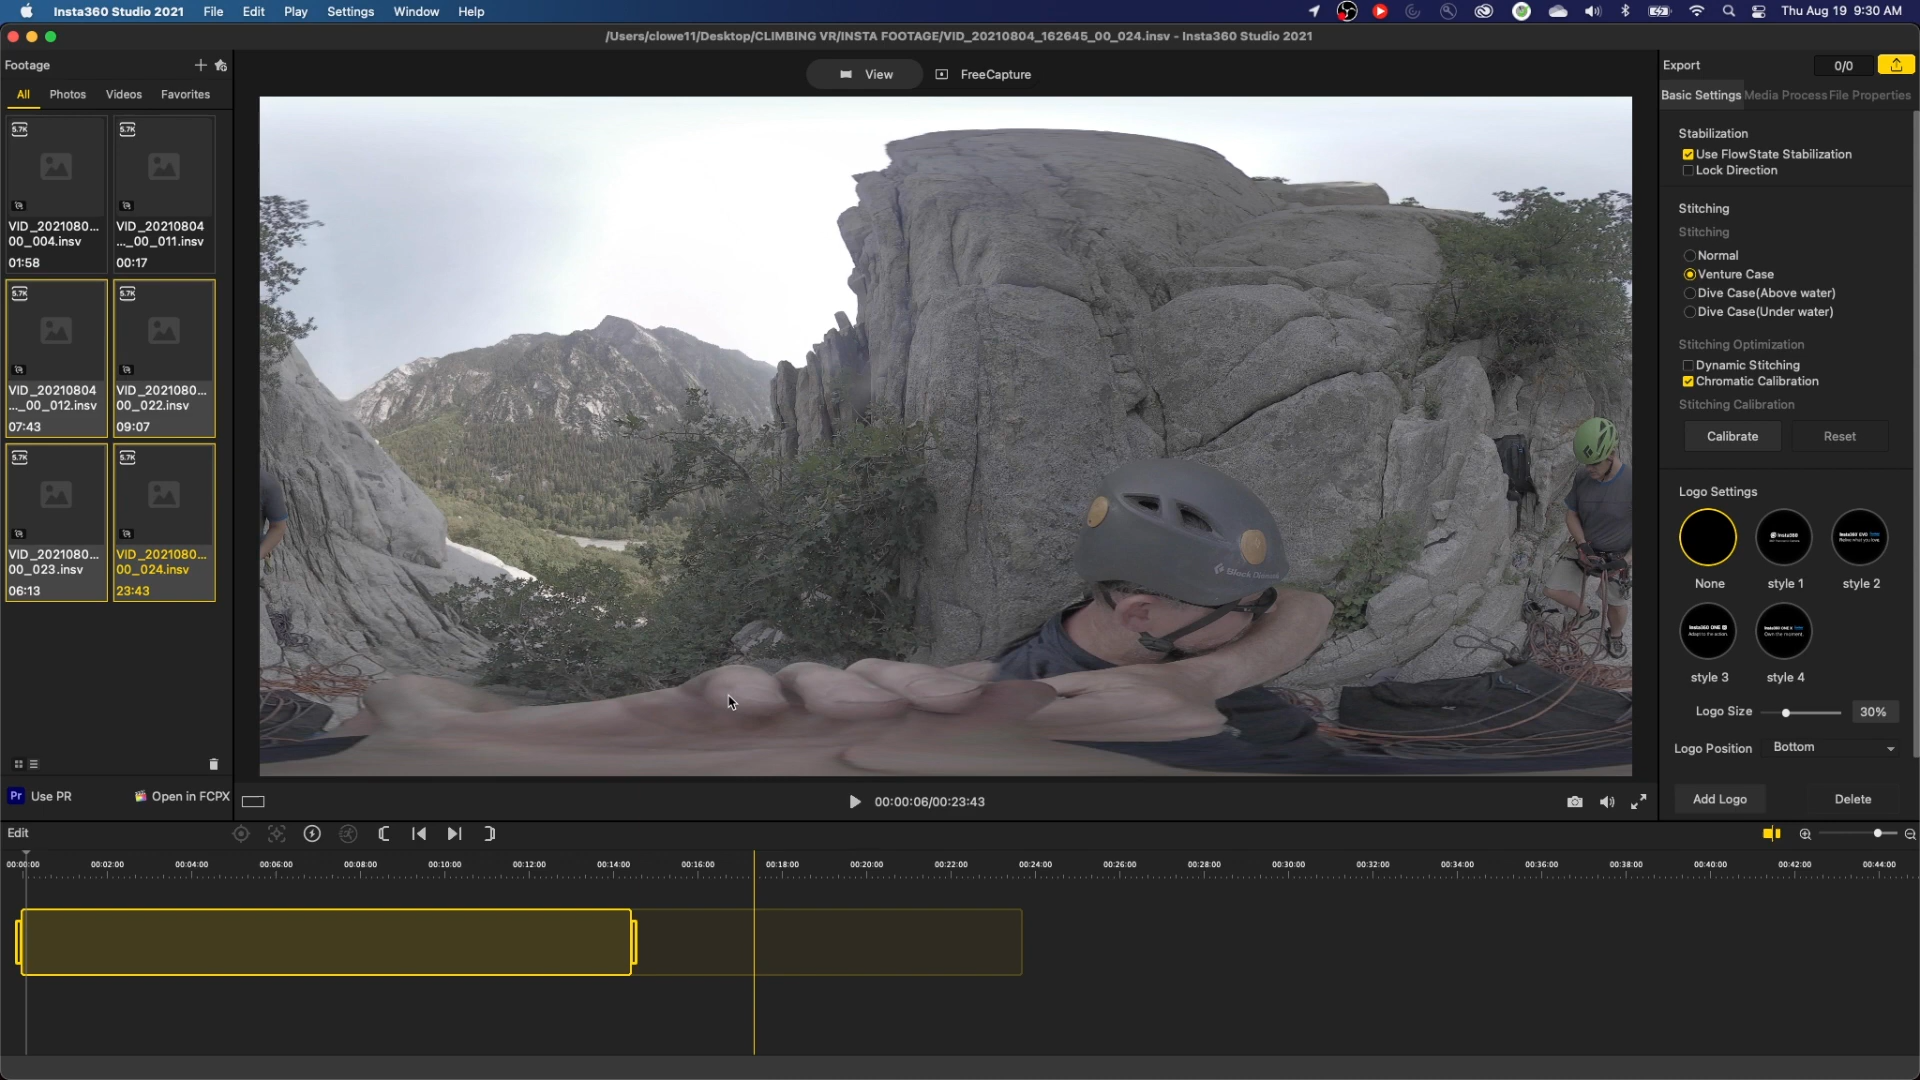 Insta360 Studio 2021 File Edit Play Settings Window Help Thu Aug 19 9:30 AM
/Users/clowe11/Desktop/CLIMBING VR/INSTA FOOTAGE/VID_20210804_162645_00_024.insv - Insta360 Studio 2021
Footage
All Photos Videos Favorites
5.7K 5.7K
VID_2021080... VID_20210804
00_004.insv ..._00_011.insv
01:58 00:17
5.7K 5.7K
VID_20210804 VID_2021080...
..._00_012.insv 00_022.insv
07:43 09:07
5.7K 5.7K
VID_2021080... VID_2021080...
00_023.insv 00_024.insv
06:13 23:43
Pr Use PR Open in FCPX
View FreeCapture
Black Diamond
00:00:06/00:23:43
Export 0/0
Basic Settings Media Process File Properties
Stabilization
Use FlowState Stabilization
Lock Direction
Stitching
Stitching
Normal
Venture Case
Dive Case(Above water)
Dive Case(Under water)
Stitching Optimization
Dynamic Stitching
Chromatic Calibration
Stitching Calibration
Calibrate Reset
Logo Settings
None style 1 style 2
style 3 style 4
Logo Size 30%
Logo Position Bottom
Add Logo Delete
Edit
00:00:00 00:02:00 00:04:00 00:06:00 00:08:00 00:10:00 00:12:00 00:14:00 00:16:00 00:18:00 00:20:00 00:22:00 00:24:00 00:26:00 00:28:00 00:30:00 00:32:00 00:34:00 00:36:00 00:38:00 00:40:00 00:42:00 00:44:00